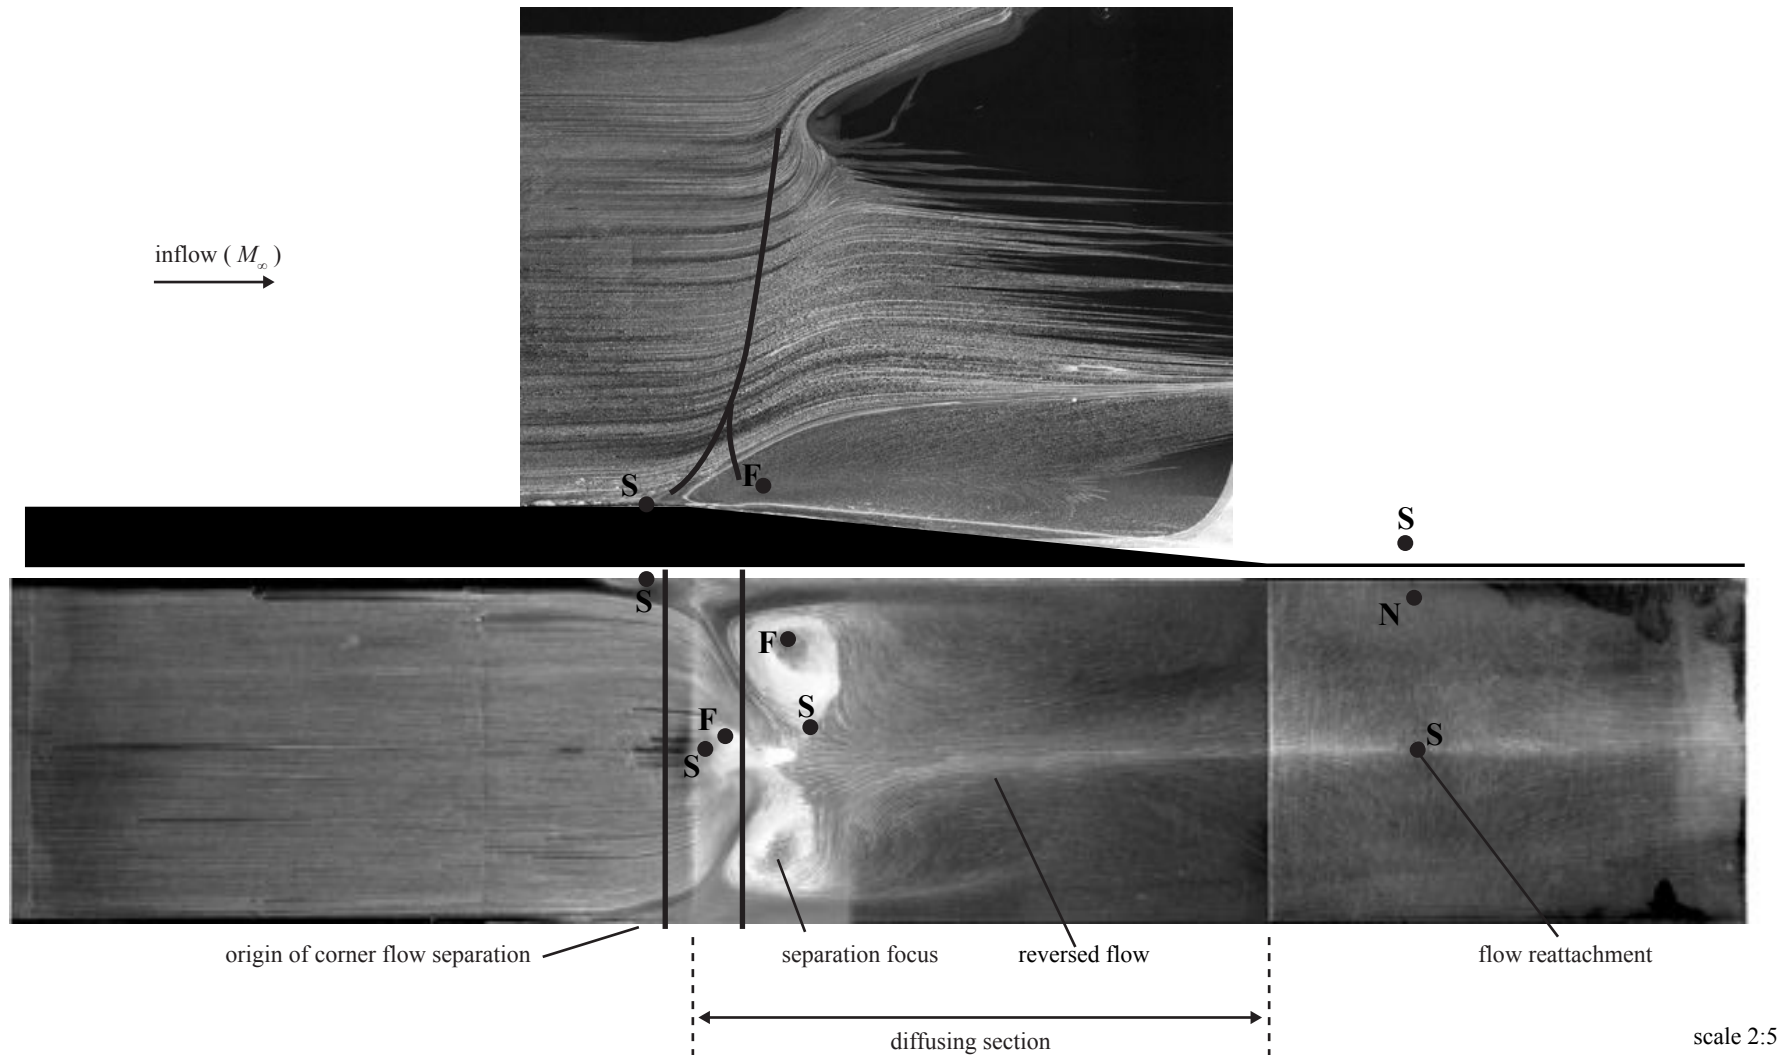 inflow ( M∞ )
S
F
S
S
F
N
F
S
S
S
origin of corner flow separation
separation focus
reversed flow
flow reattachment
diffusing section
scale 2:5